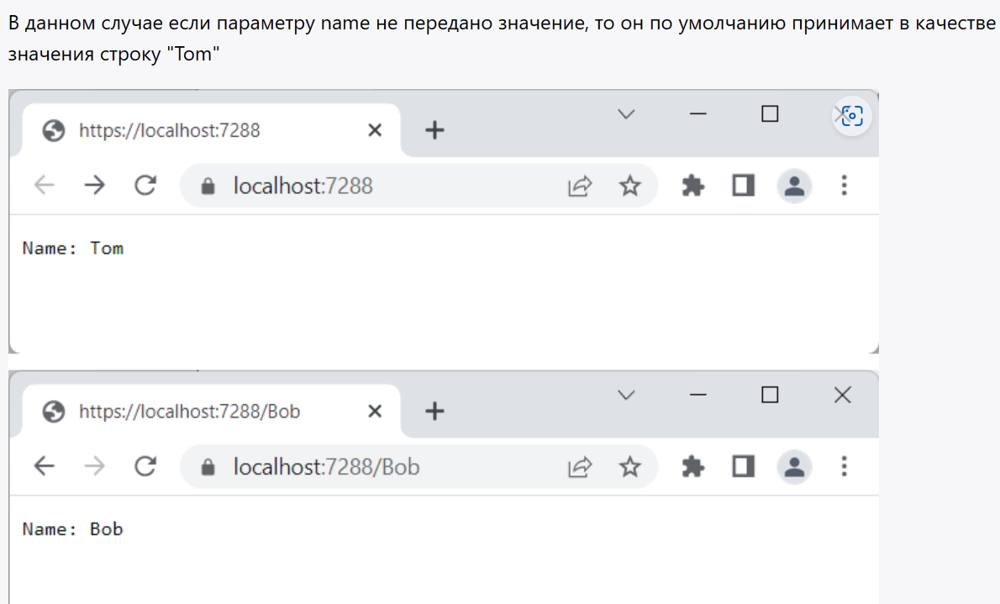 В данном случае если параметру name не передано значение, то он по умолчанию принимает в качестве
значения строку "Tom"
https://localhost:7288
localhost:7288
Name: Tom
https://localhost:7288/Bob
localhost:7288/Bob
Name: Bob